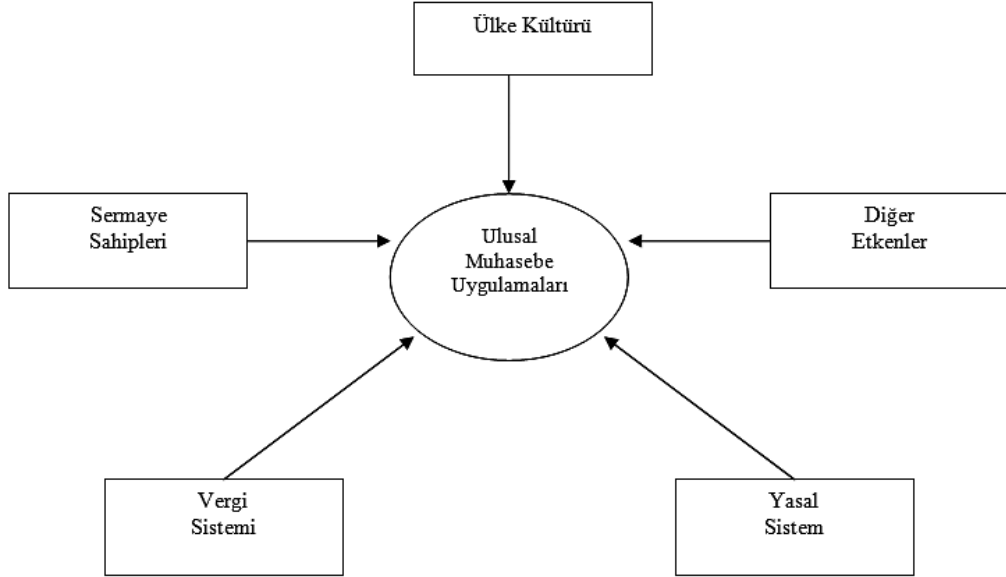 Ülke Kültürü
Sermaye
Sahipleri
Ulusal
Muhasebe
Uygulamaları
Diğer
Etkenler
Vergi
Sistemi
Yasal
Sistem